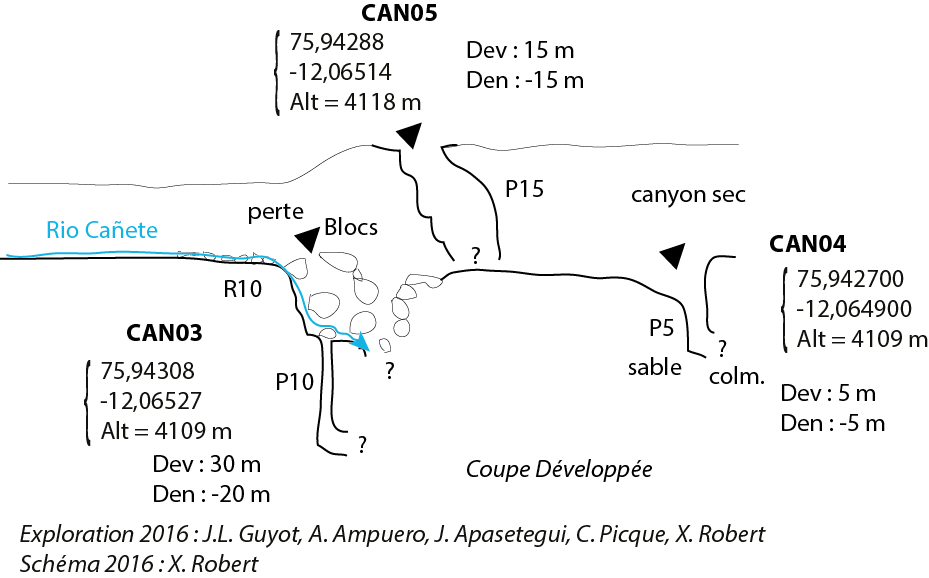 CAN05
75,94288
-12,06514
Alt = 4118 m
Dev : 15 m
Den : -15 m
P15
canyon sec
perte
Blocs
Rio Cañete
?
CAN04
75,942700
-12,064900
Alt = 4109 m
R10
CAN03
P5
?
sable
colm.
75,94308
-12,06527
Alt = 4109 m
P10
?
Dev : 5 m
Den : -5 m
?
Dev : 30 m
Den : -20 m
Coupe Développée
Exploration 2016 : J.L. Guyot, A. Ampuero, J. Apasetegui, C. Picque, X. Robert
Schéma 2016 : X. Robert